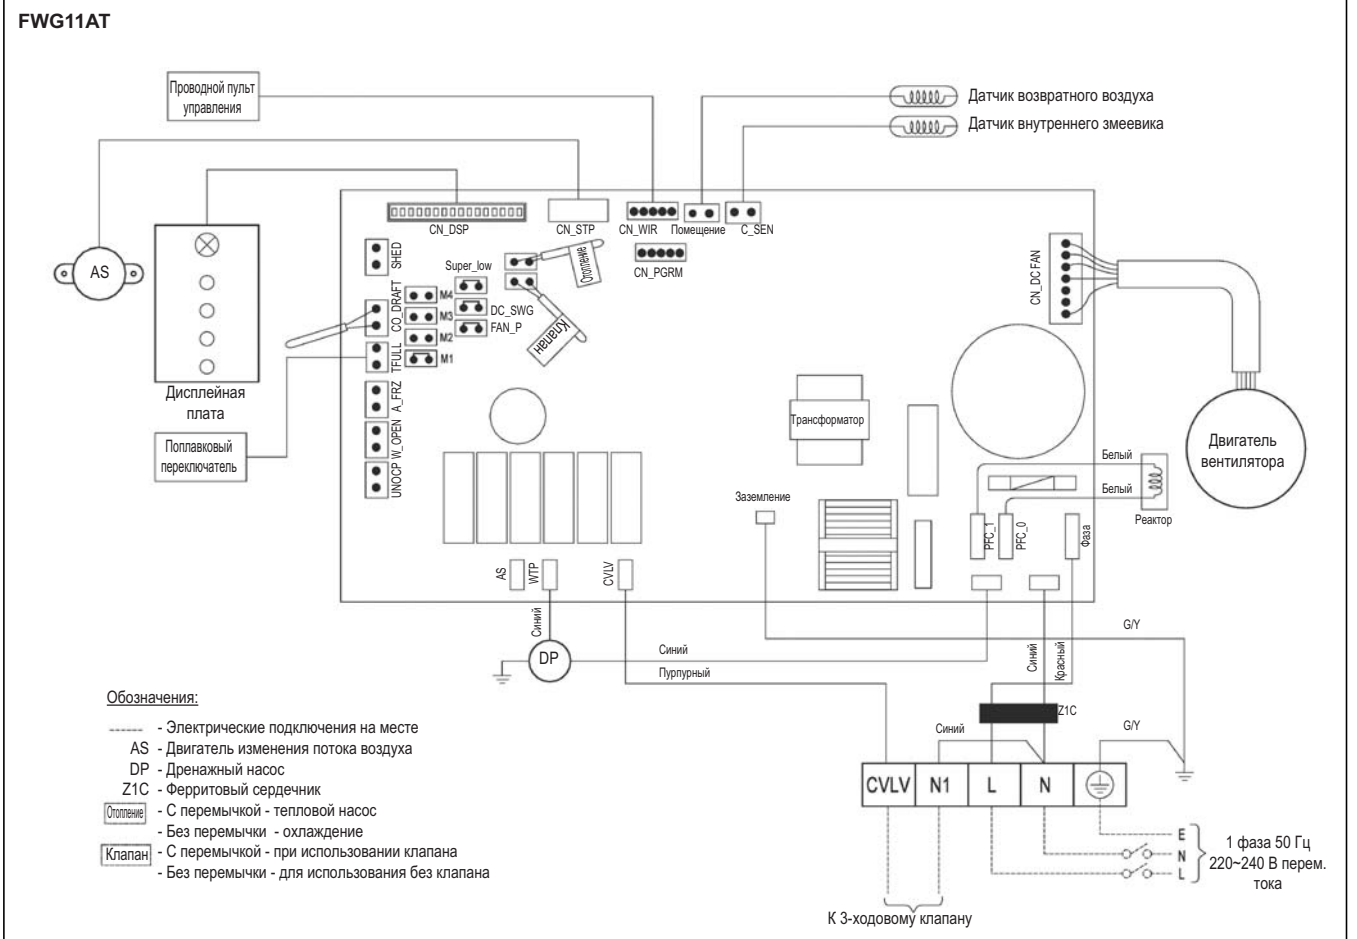 FWG11AT
Проводной пульт
управления
Датчик возвратного воздуха
Датчик внутреннего змеевика
CN_DSP
CN_STP
CN_WIR
Помещение
C_SEN
CN_PGRM
SHED
CO_DRAFT
TFULL
A_FRZ
W_OPEN
UNOCP
Super_low
M4
M3
M2
M1
DC_SWG
FAN_P
Отопление
Клапан
CN_DC FAN
AS
Дисплейная
плата
Поплавковый
переключатель
Трансформатор
Двигатель
вентилятора
Белый
Белый
Реактор
Заземление
PFC_1
PFC_0
Фаза
AS
WTP
CVLV
Синий
DP
Синий
Пурпурный
G/Y
Синий
Красный
Z1C
Синий
G/Y
CVLV
N1
L
N
E
N
L
1 фаза 50 Гц
220~240 В перем.
тока
К 3-ходовому клапану
Обозначения:
- Электрические подключения на месте
AS - Двигатель изменения потока воздуха
DP - Дренажный насос
Z1C - Ферритовый сердечник
Отопление - С перемычкой - тепловой насос
- Без перемычки - охлаждение
Клапан - С перемычкой - при использовании клапана
- Без перемычки - для использования без клапана